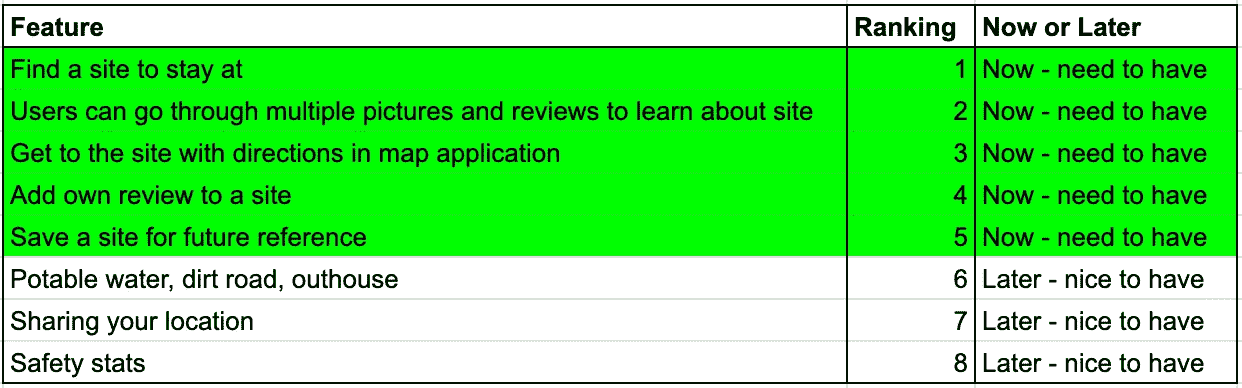 Feature Ranking Now or Later
Find a site to stay at 1 Now - need to have
Users can go through multiple pictures and reviews to learn about site 2 Now - need to have
Get to the site with directions in map application 3 Now - need to have
Add own review to a site 4 Now - need to have
Save a site for future reference 5 Now - need to have
Potable water, dirt road, outhouse 6 Later - nice to have
Sharing your location 7 Later - nice to have
Safety stats 8 Later - nice to have